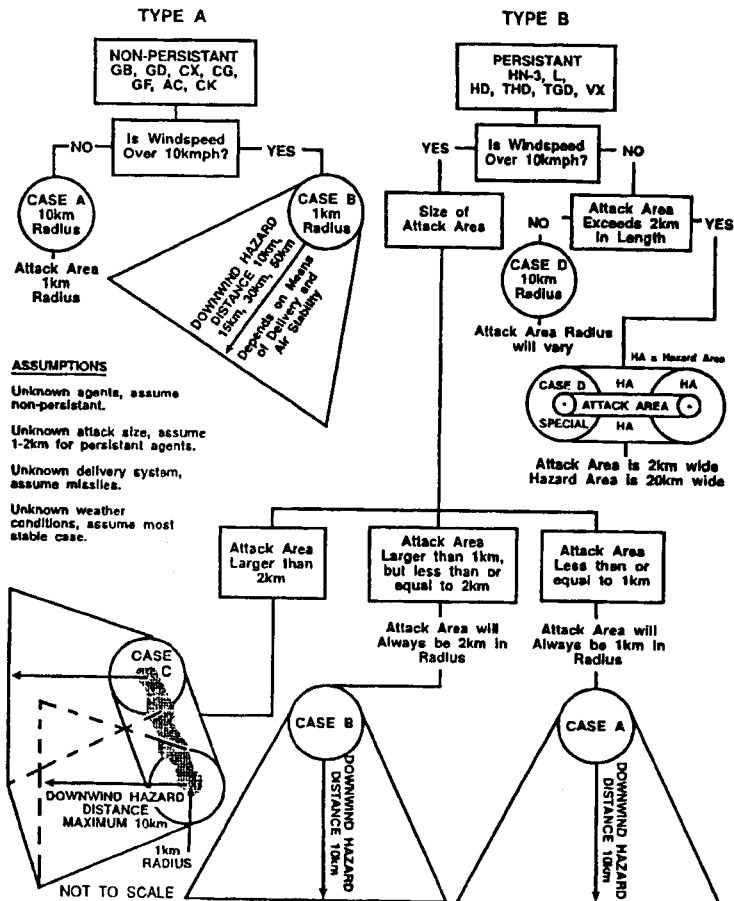 TYPE A
NON-PERSISTANT
GB, GD, CX, CG,
GF, AC, CK
Is Windspeed
Over 10kmph?
NO
YES
CASE A
10km
Radius
Attack Area
1km
Radius
CASE B
1km
Radius
DOWNWIND HAZARD
DISTANCE 10km,
15km, 30km, 50km
Depends on Means
of Delivery and
Air Stability
ASSUMPTIONS
Unknown agents, assume
non-persistant.
Unknown attack size, assume
1-2km for persistant agents.
Unknown delivery system,
assume missiles.
Unknown weather
conditions, assume most
stable case.
TYPE B
PERSISTANT
HN-3, L,
HD, THD, TGD, VX
Is Windspeed
Over 10kmph?
YES
NO
Size of
Attack Area
Attack Area
Exceeds 2km
in Length
NO
YES
CASE D
10km
Radius
Attack Area Radius
will vary
HA = Hazard Area
CASE D
HA
HA
ATTACK AREA
SPECIAL
HA
Attack Area is 2km wide
Hazard Area is 20km wide
Attack Area
Larger than
2km
Attack Area
Larger than 1km,
but less than or
equal to 2km
Attack Area
Less than or
equal to 1km
Attack Area will
Always be 2km in
Radius
Attack Area will
Always be 1km in
Radius
CASE
C
DOWNWIND HAZARD
DISTANCE
MAXIMUM 10km
1km
RADIUS
NOT TO SCALE
CASE B
DOWNWIND HAZARD
DISTANCE 10km
CASE A
DOWNWIND HAZARD
DISTANCE 10km